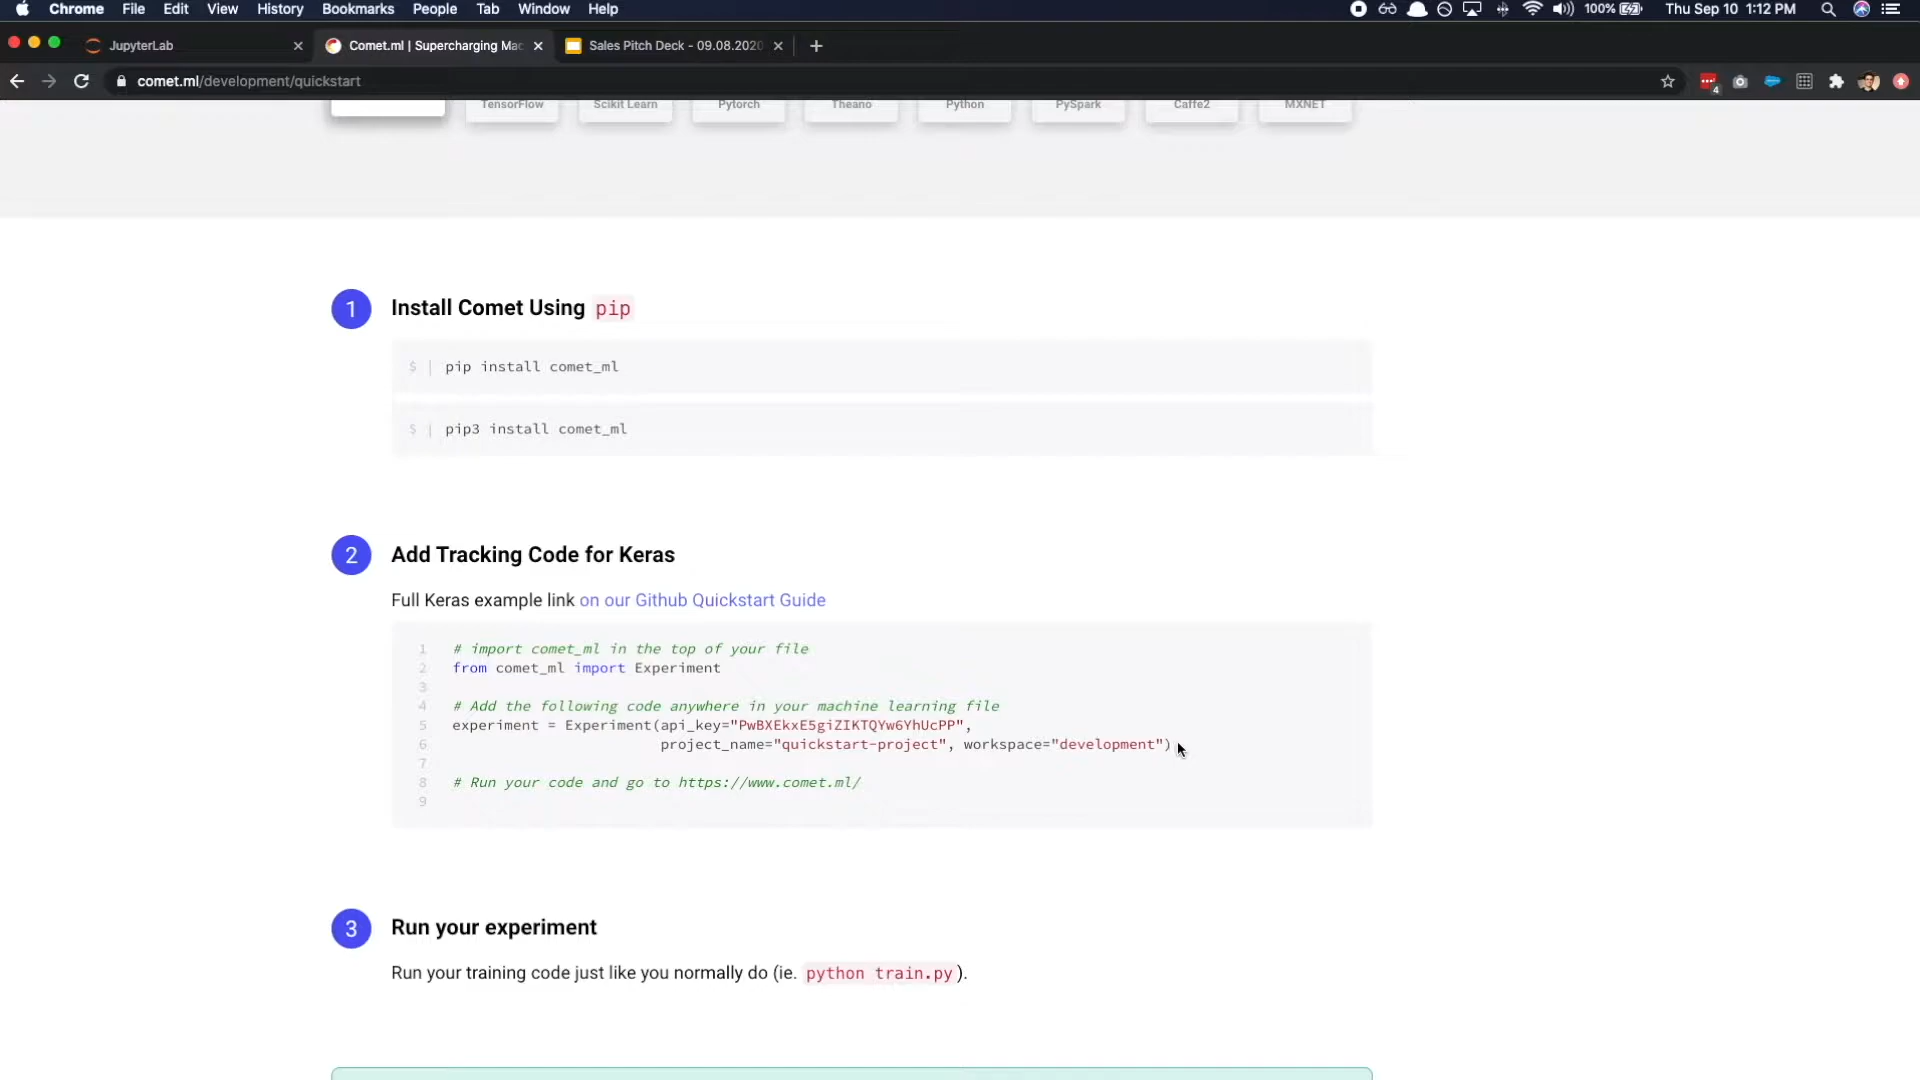 Chrome File Edit View History Bookmarks People Tab Window Help 100% Thu Sep 10 1:12 PM
JupyterLab Comet.ml | Supercharging Mac Sales Pitch Deck - 09.08.2020
comet.ml/development/quickstart 4
TensorFlow Scikit Learn Pytorch Theano Python PySpark Caffe2 MXNET
1 Install Comet Using pip
$ | pip install comet_ml
$ | pip3 install comet_ml
2 Add Tracking Code for Keras
Full Keras example link on our Github Quickstart Guide
1 # import comet_ml in the top of your file
2 from comet_ml import Experiment
3
4 # Add the following code anywhere in your machine learning file
5 experiment = Experiment(api_key="PwBXEkxE5giZIKTQYw6YhUcPP",
6 project_name="quickstart-project", workspace="development")
7
8 # Run your code and go to https://www.comet.ml/
9
3 Run your experiment
Run your training code just like you normally do (ie. python train.py).